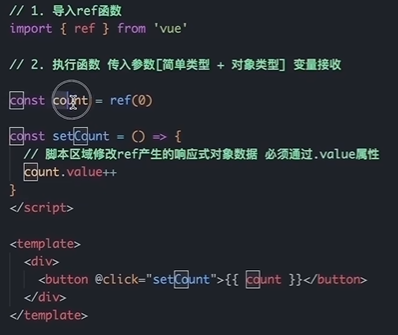 // 1. 导入ref函数
import { ref } from 'vue'
// 2. 执行函数 传入参数[简单类型 + 对象类型] 变量接收
const count = ref(0)
const setCount = () => {
// 脚本区域修改ref产生的响应式对象数据 必须通过.value属性
count.value++
}
</script>
<template>
<div>
<button @click="setCount">{{ count }}</button>
</div>
</template>